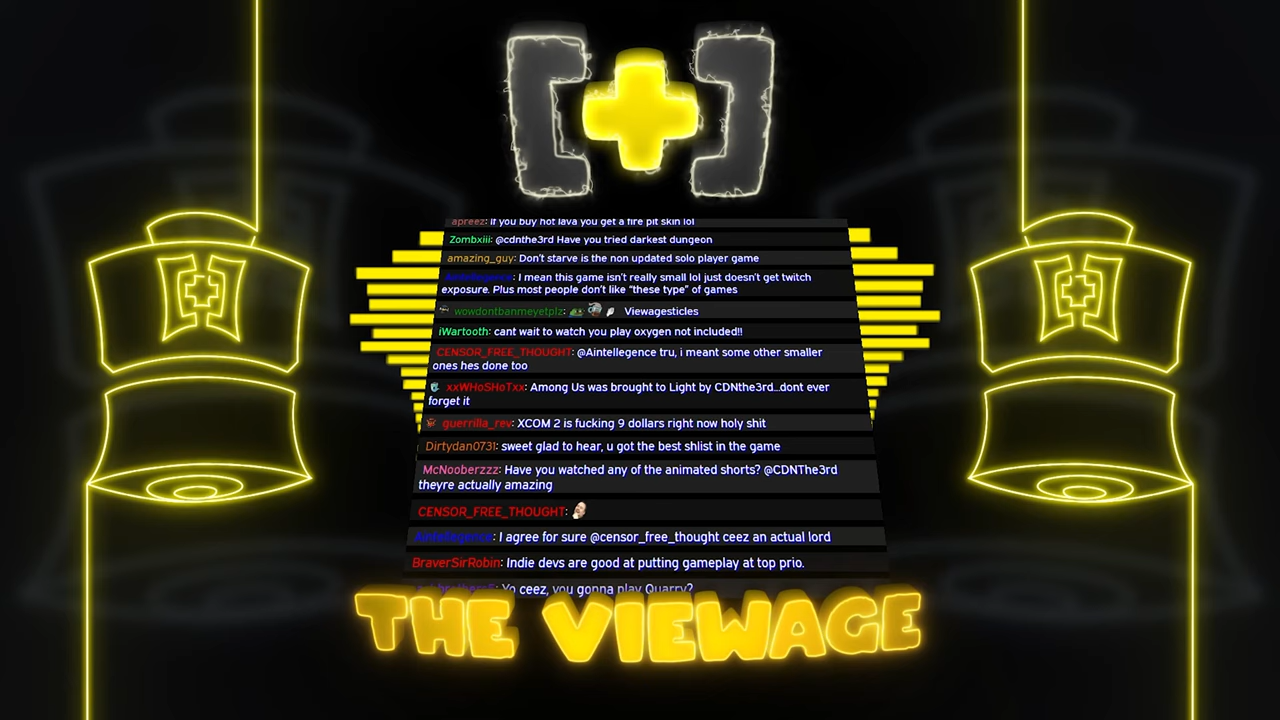 apreez: If you buy hot lava you get a fire pit skin lol
Zombxiii: @cdnthe3rd Have you tried darkest dungeon
amazing_guy: Don't starve is the non updated solo player game
: I mean this game isn't really small lol just doesn't get twitch
exposure. Plus most people don't like "these type" of games
wowdontbanmeyetplz: Viewagesticles
iWartooth: cant wait to watch you play oxygen not included!!
CENSOR_FREE_THOUGHT: @Aintellegence tru, i meant some other smaller
ones hes done too
xxWHoSHoTxx: Among Us was brought to Light by CDNthe3rd..dont ever
forget it
guerrilla_rev: XCOM 2 is fucking 9 dollars right now holy shit
Dirtydan0731: sweet glad to hear, u got the best shlist in the game
McNooberzzz: Have you watched any of the animated shorts? @CDNThe3rd
theyre actually amazing
CENSOR_FREE_THOUGHT:
Aintellegence: I agree for sure @censor_free_thought ceez an actual lord
BraverSirRobin: Indie devs are good at putting gameplay at top prio.
: Yo ceez, you gonna play Quarry?
THE VIEWAGE